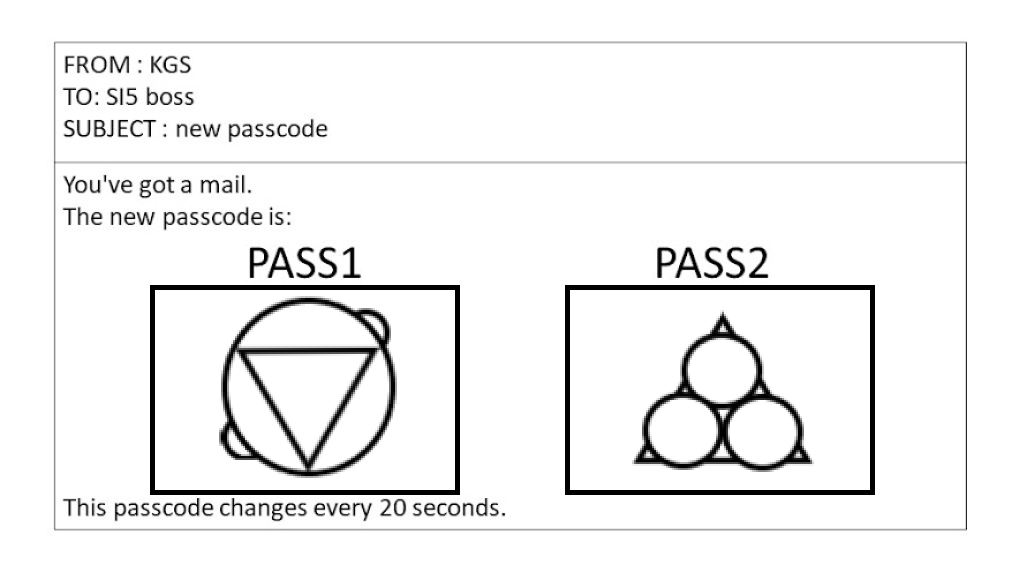 FROM : KGS
TO: SI5 boss
SUBJECT : new passcode
You've got a mail.
The new passcode is:
PASS1
PASS2
This passcode changes every 20 seconds.